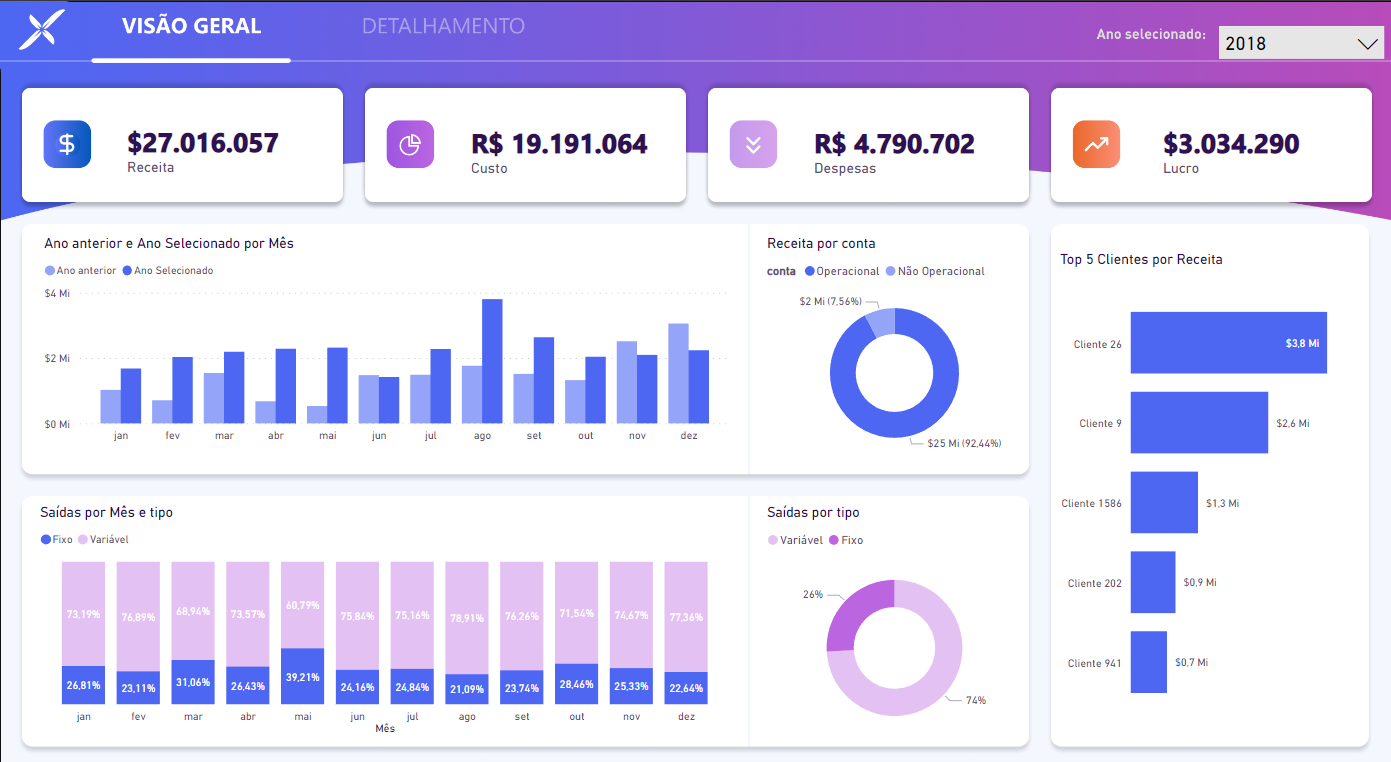 VISÃO GERAL
DETALHAMENTO
Ano selecionado:
2018
$27.016.057
Receita
R$ 19.191.064
Custo
R$ 4.790.702
Despesas
$3.034.290
Lucro
Ano anterior e Ano Selecionado por Mês
Ano anterior Ano Selecionado
$4 Mi
$2 Mi
$0 Mi
jan fev mar abr mai jun jul ago set out nov dez
Receita por conta
conta Operacional Não Operacional
$2 Mi (7,56%)
$25 Mi (92,44%)
Top 5 Clientes por Receita
Cliente 26 $3,8 Mi
Cliente 9 $2,6 Mi
Cliente 1586 $1,3 Mi
Cliente 202 $0,9 Mi
Cliente 941 $0,7 Mi
Saídas por Mês e tipo
Fixo Variável
73,19% 76,89% 68,94% 73,57% 60,79% 75,84% 75,16% 78,91% 76,26% 71,54% 74,67% 77,36%
26,81% 23,11% 31,06% 26,43% 39,21% 24,16% 24,84% 21,09% 23,74% 28,46% 25,33% 22,64%
jan fev mar abr mai jun jul ago set out nov dez
Mês
Saídas por tipo
Variável Fixo
26%
74%